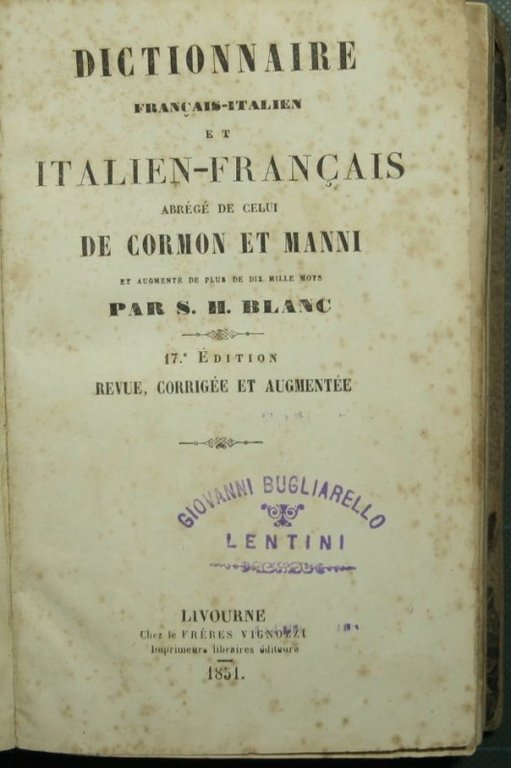 DICTIONNAIRE
FRANÇAIS-ITALIEN
ET
ITALIEN-FRANÇAIS
ABRÉGÉ DE CELUI
DE CORMON ET MANNI
ET AUGMENTÉ DE PLUS DE DIX MILLE MOTS
PAR S. H. BLANC
17.e ÉDITION
REVUE, CORRIGÉE ET AUGMENTÉE
GIOVANNI BUGLIARELLO
LENTINI
LIVOURNE
Chez le FRÈRES VIGNOZZI
Imprimeurs libraires éditeurs
1851.